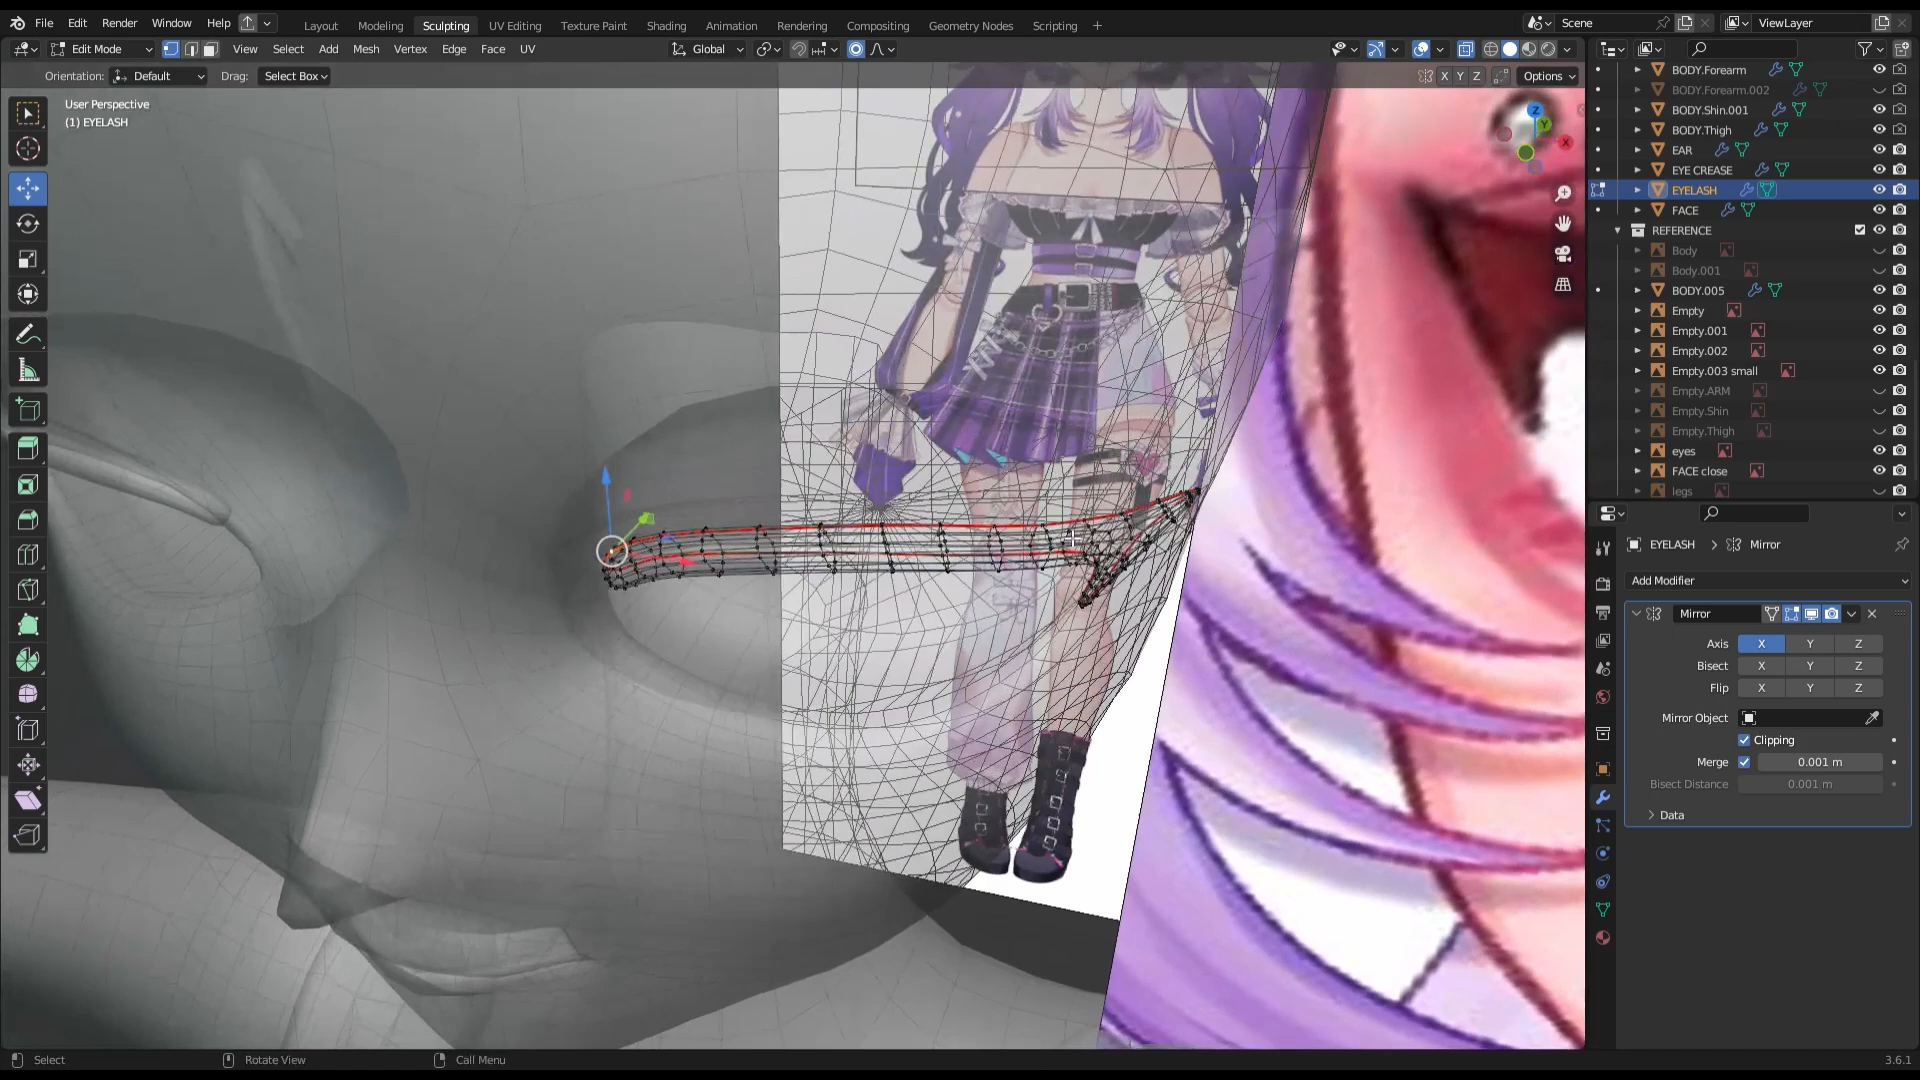 File Edit Render Window Help Layout Modeling Sculpting UV Editing Texture Paint Shading Animation Rendering Compositing Geometry Nodes Scripting + Scene ViewLayer
Edit Mode View Select Add Mesh Vertex Edge Face UV Global
Orientation: Default Drag: Select Box X Y Z Options
User Perspective
(1) EYELASH
Z
Y
X
BODY.Forearm
BODY.Forearm.002
BODY.Shin.001
BODY.Thigh
EAR
EYE CREASE
EYELASH
FACE
REFERENCE
Body
Body.001
BODY.005
Empty
Empty.001
Empty.002
Empty.003 small
Empty.ARM
Empty.Shin
Empty.Thigh
eyes
FACE close
legs
EYELASH > Mirror
Add Modifier
Mirror
Axis X Y Z
Bisect X Y Z
Flip X Y Z
Mirror Object
Clipping
Merge 0.001 m
Bisect Distance 0.001 m
Data
Select Rotate View Call Menu 3.6.1